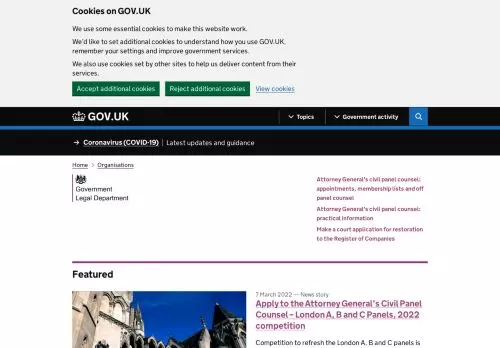 Cookies on GOV.UK
We use some essential cookies to make this website work.
We'd like to set additional cookies to understand how you use GOV.UK,
remember your settings and improve government services.
We also use cookies set by other sites to help us deliver content from their
services.
Accept additional cookies Reject additional cookies View cookies
GOV.UK Topics Government activity
→ Coronavirus (COVID-19) Latest updates and guidance
Home > Organisations
Government
Legal Department
Attorney General's civil panel counsel:
appointments, membership lists and off
panel counsel
Attorney General's civil panel counsel:
practical information
Make a court application for restoration
to the Register of Companies
Featured
7 March 2022 — News story
Apply to the Attorney General's Civil Panel
Counsel - London A, B and C Panels, 2022
competition
Competition to refresh the London A, B and C panels is